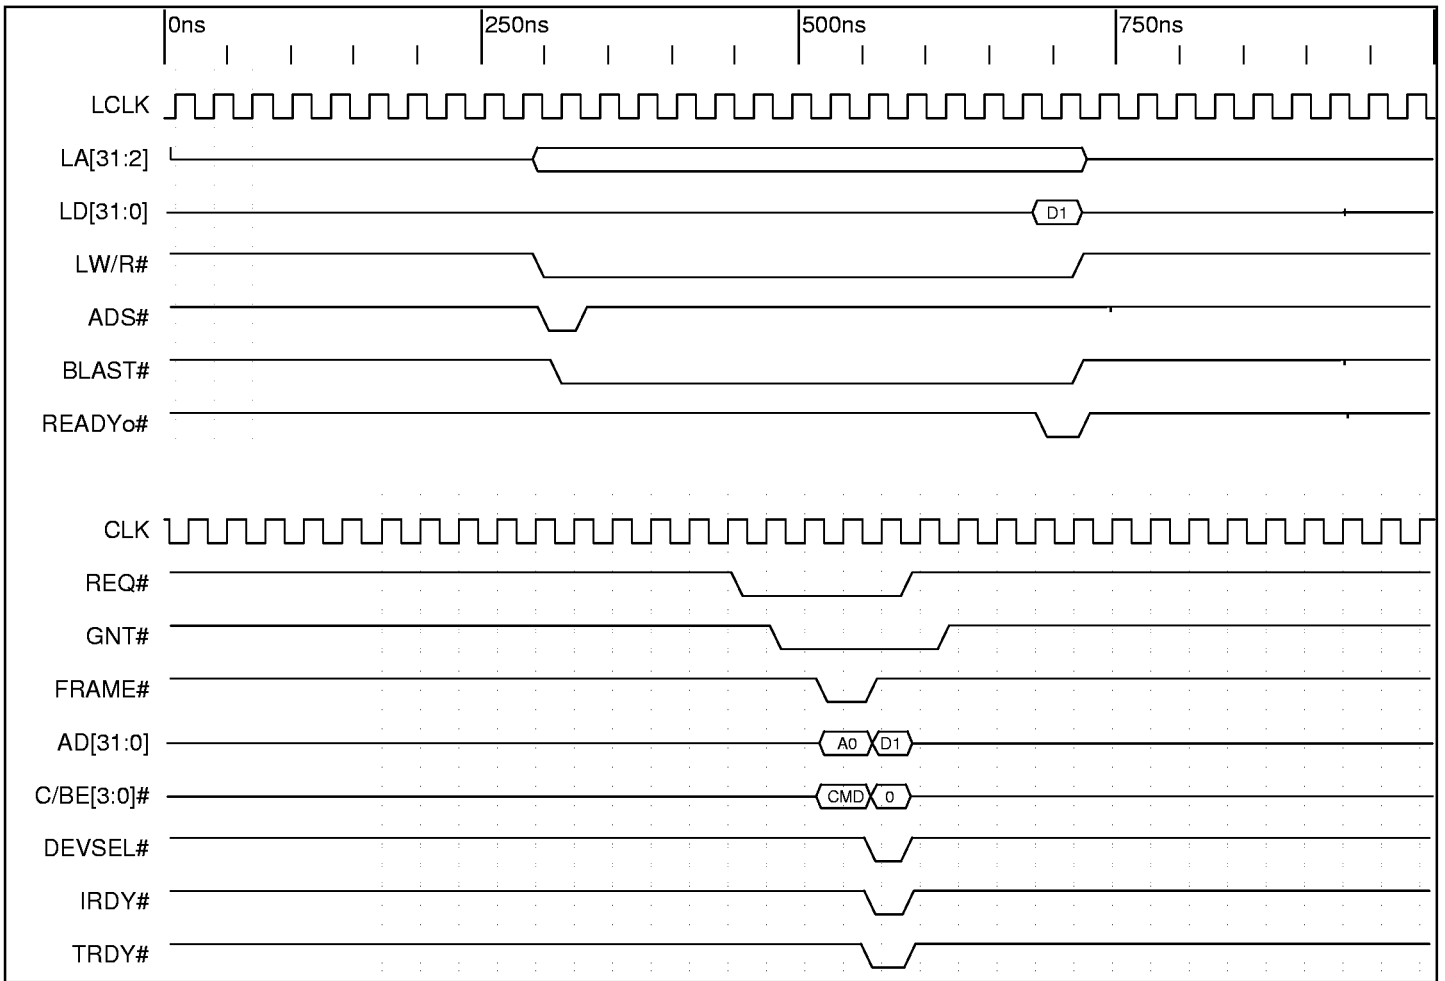 0ns 250ns 500ns 750ns
LCLK
LA[31:2]
LD[31:0] D1
LW/R#
ADS#
BLAST#
READYo#
CLK
REQ#
GNT#
FRAME#
AD[31:0] A0 D1
C/BE[3:0]# CMD 0
DEVSEL#
IRDY#
TRDY#